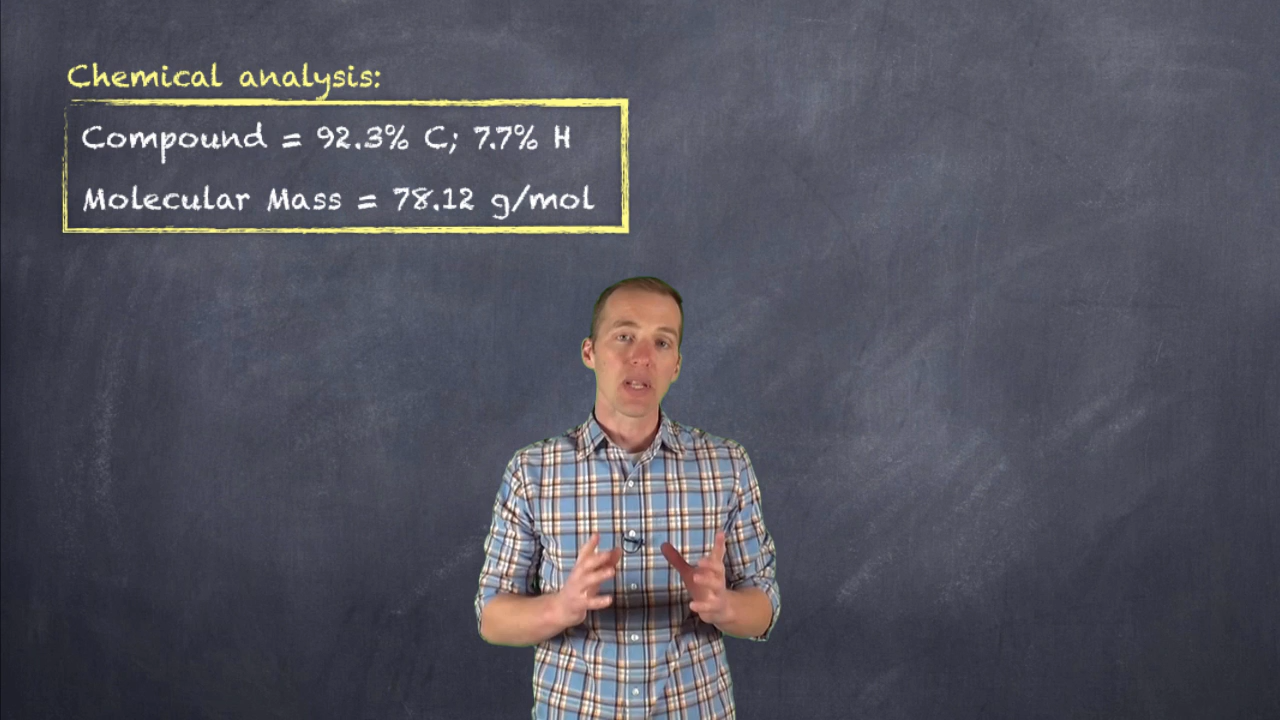 Chemical analysis:
Compound = 92.3% C; 7.7% H
Molecular Mass = 78.12 g/mol